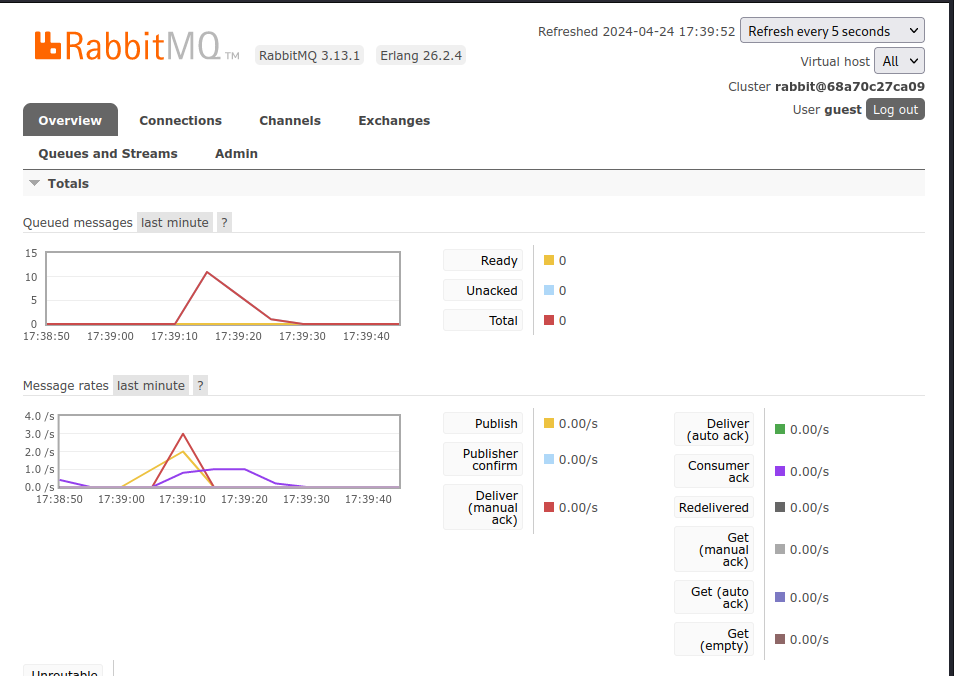 RabbitMQ TM
RabbitMQ 3.13.1
Erlang 26.2.4
Refreshed 2024-04-24 17:39:52
Refresh every 5 seconds
Virtual host
All
Cluster rabbit@68a70c27ca09
User guest
Log out
Overview
Connections
Channels
Exchanges
Queues and Streams
Admin
Totals
Queued messages last minute ?
15
10
5
0
17:38:50 17:39:00 17:39:10 17:39:20 17:39:30 17:39:40
Ready
0
Unacked
0
Total
0
Message rates last minute ?
4.0 /s
3.0 /s
2.0 /s
1.0 /s
0.0 /s
17:38:50 17:39:00 17:39:10 17:39:20 17:39:30 17:39:40
Publish
0.00/s
Publisher
confirm
0.00/s
Deliver
(manual
ack)
0.00/s
Deliver
(auto ack)
0.00/s
Consumer
ack
0.00/s
Redelivered
0.00/s
Get
(manual
ack)
0.00/s
Get (auto
ack)
0.00/s
Get
(empty)
0.00/s
Unroutable